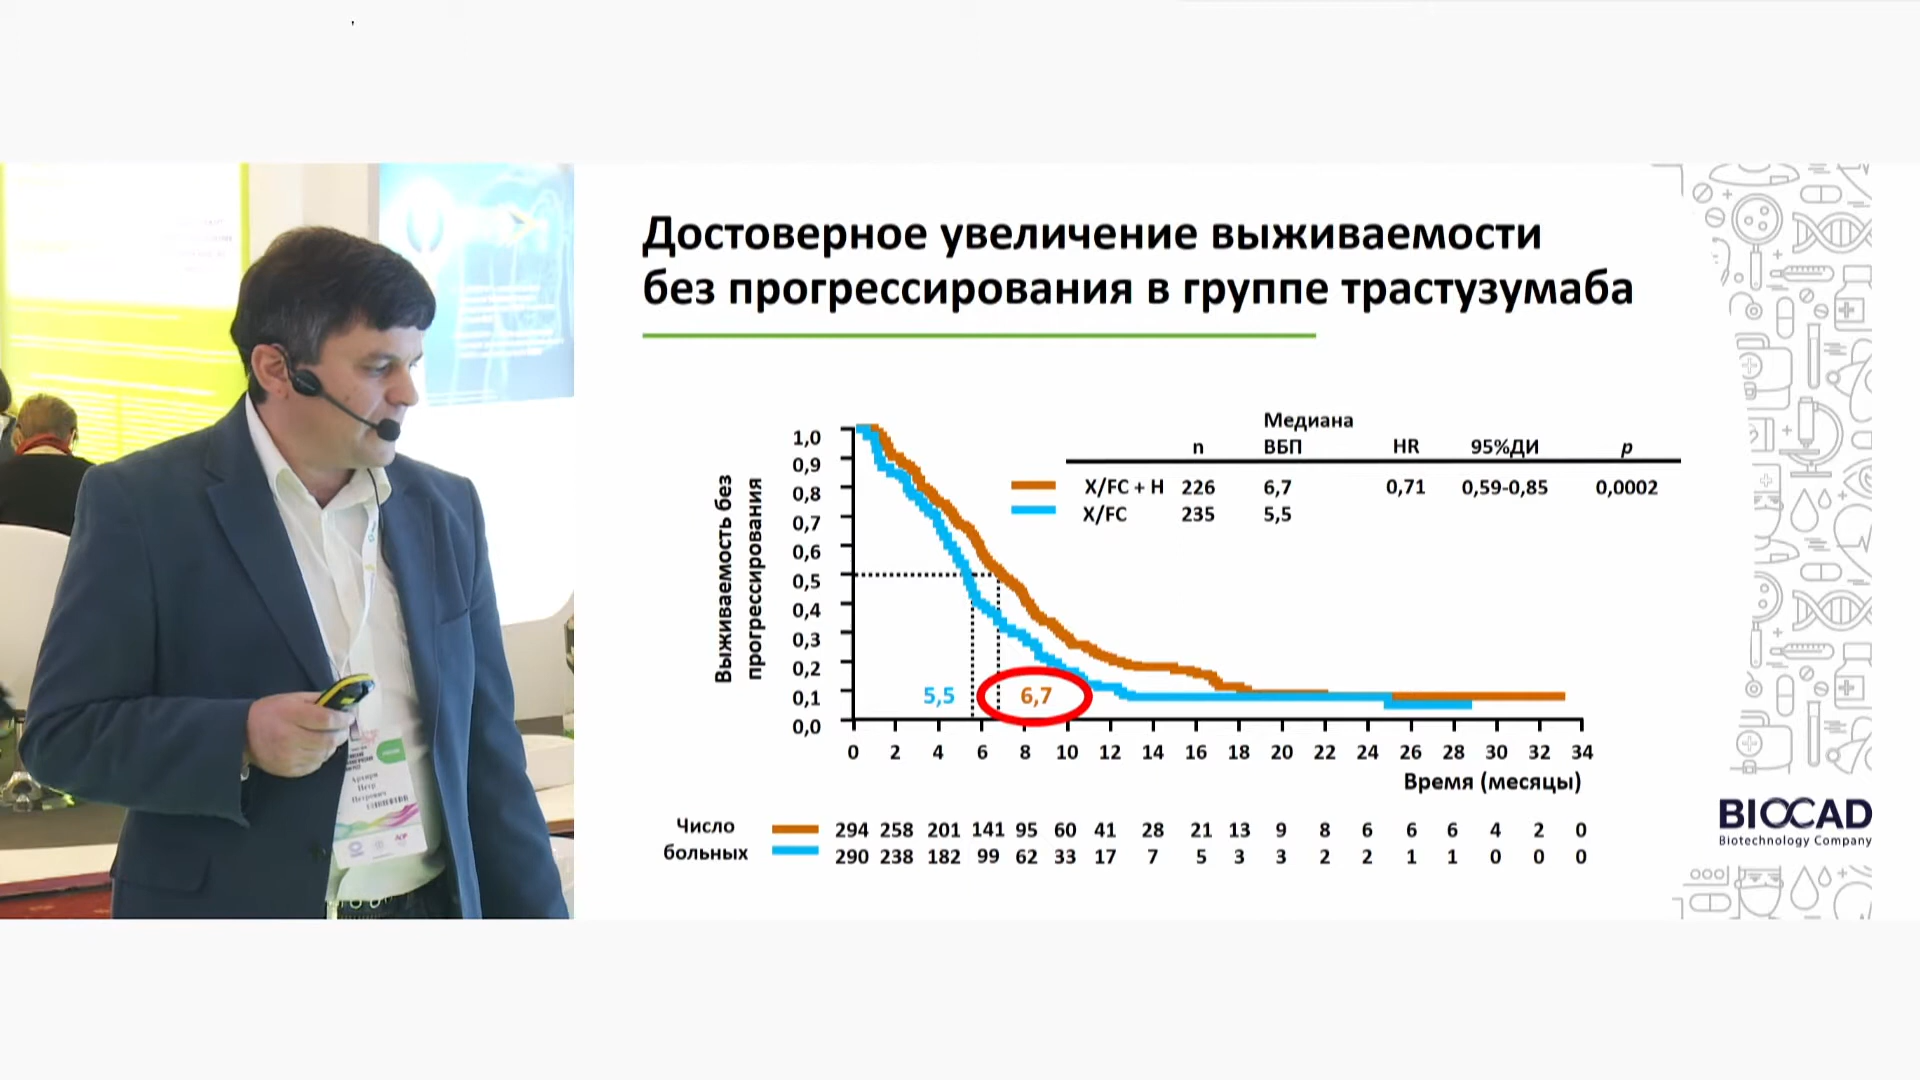 Достоверное увеличение выживаемости
без прогрессирования в группе трастузумаба
Медиана
n ВБП HR 95%ДИ p
X/FC + H 226 6,7 0,71 0,59-0,85 0,0002
X/FC 235 5,5
Выживаемость без
прогрессирования
1,0
0,9
0,8
0,7
0,6
0,5
0,4
0,3
0,2
0,1
0,0
5,5 6,7
0 2 4 6 8 10 12 14 16 18 20 22 24 26 28 30 32 34
Время (месяцы)
Число
больных
294 258 201 141 95 60 41 28 21 13 9 8 6 6 6 4 2 0
290 238 182 99 62 33 17 7 5 3 3 2 2 1 1 0 0 0
BIOCAD
Biotechnology Company
Петр
Петрович